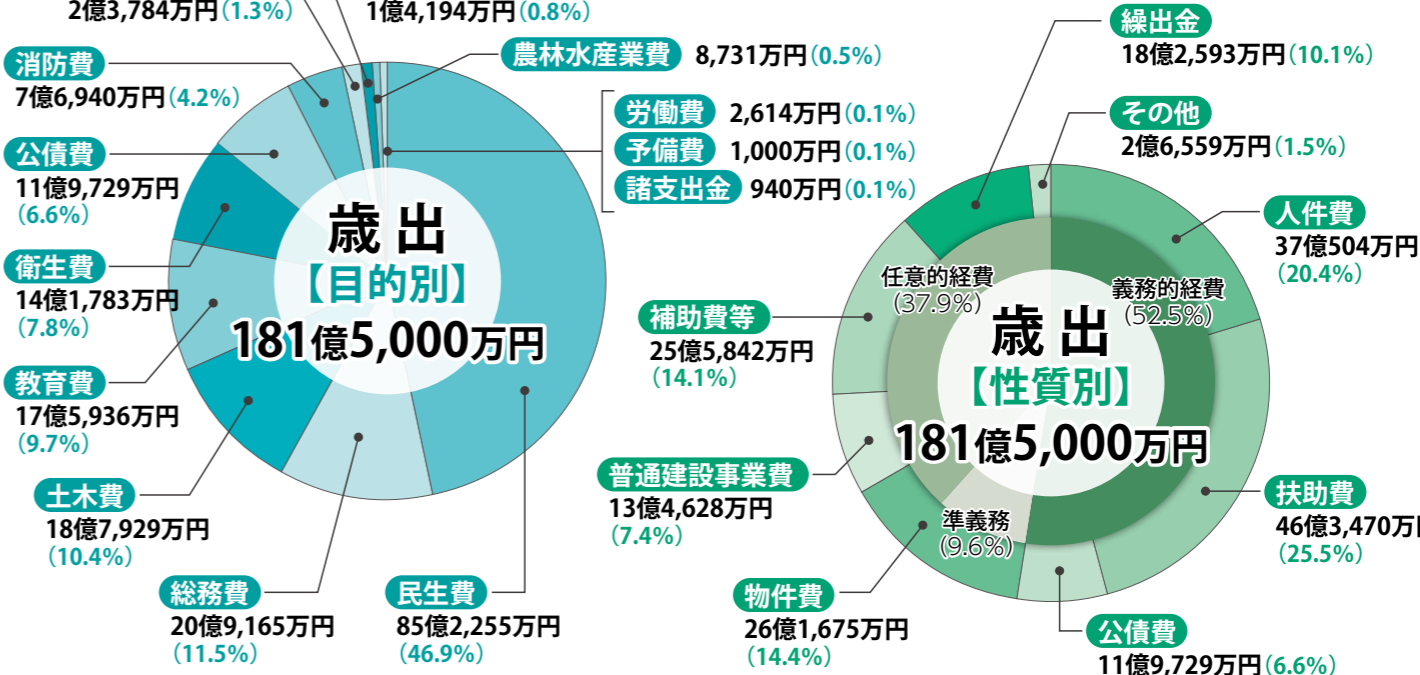 2億3,784万円(1.3%)
1億4,194万円(0.8%)
農林水産業費 8,731万円(0.5%)
消防費
7億6,940万円(4.2%)
労働費 2,614万円(0.1%)
予備費 1,000万円(0.1%)
諸支出金 940万円(0.1%)
公債費
11億9,729万円
(6.6%)
衛生費
14億1,783万円
(7.8%)
教育費
17億5,936万円
(9.7%)
土木費
18億7,929万円
(10.4%)
総務費
20億9,165万円
(11.5%)
民生費
85億2,255万円
(46.9%)
歳出
【目的別】
181億5,000万円
繰出金
18億2,593万円(10.1%)
その他
2億6,559万円(1.5%)
人件費
37億504万円
(20.4%)
任意的経費
(37.9%)
義務的経費
(52.5%)
歳出
【性質別】
181億5,000万円
準義務
(9.6%)
補助費等
25億5,842万円
(14.1%)
普通建設事業費
13億4,628万円
(7.4%)
物件費
26億1,675万円
(14.4%)
扶助費
46億3,470万円
(25.5%)
公債費
11億9,729万円(6.6%)